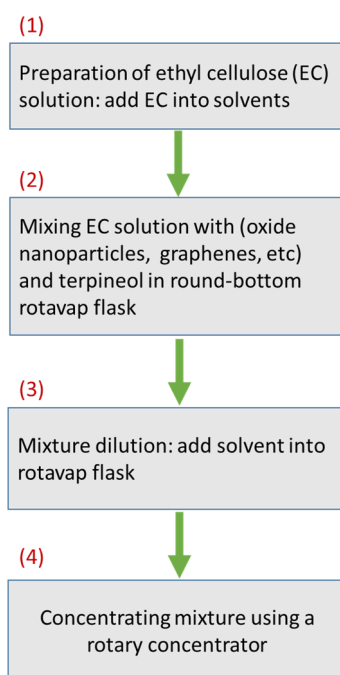 (1)
Preparation of ethyl cellulose (EC)
solution: add EC into solvents
(2)
Mixing EC solution with (oxide
nanoparticles, graphenes, etc)
and terpineol in round-bottom
rotavap flask
(3)
Mixture dilution: add solvent into
rotavap flask
(4)
Concentrating mixture using a
rotary concentrator